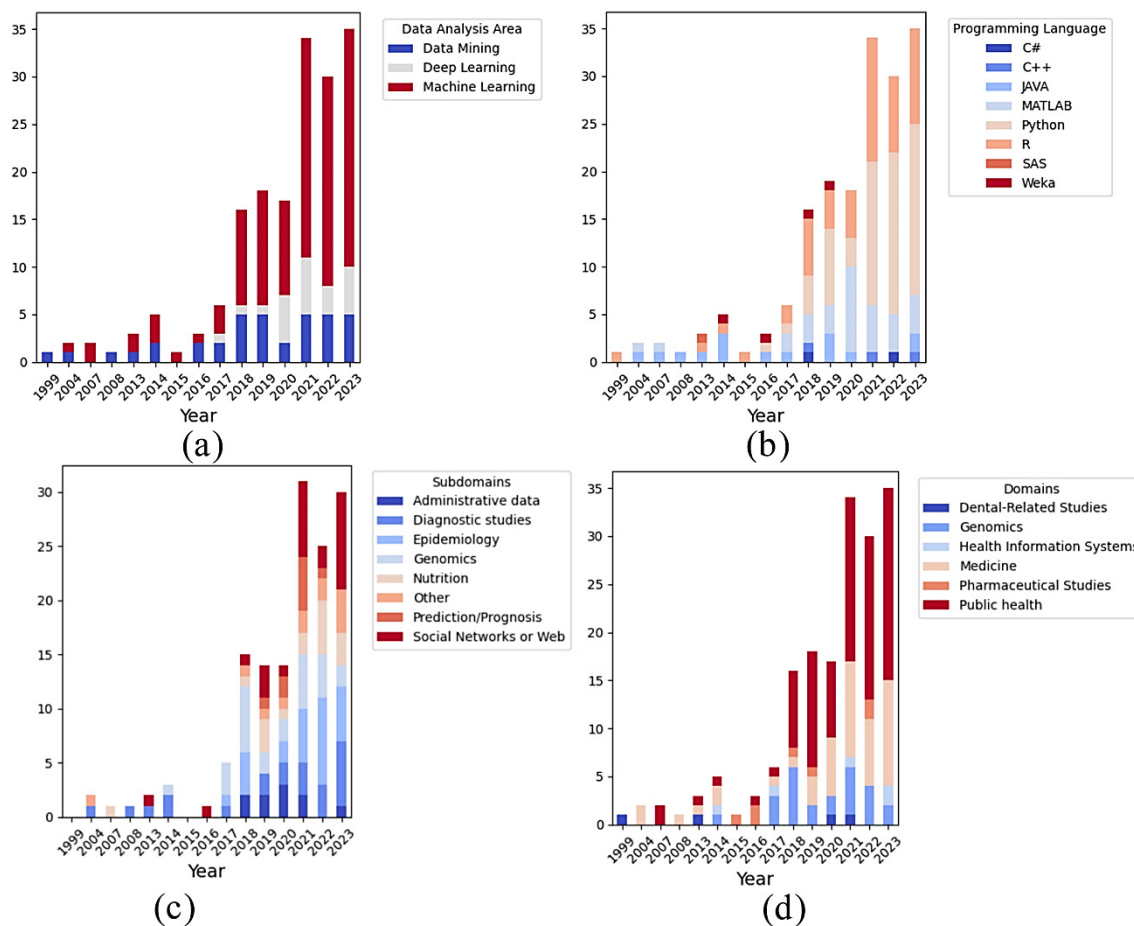 35
30
25
20
15
10
5
0
1999 2004 2007 2008 2013 2014 2015 2016 2017 2018 2019 2020 2021 2022 2023
Year
(a)
Data Analysis Area
Data Mining
Deep Learning
Machine Learning
35
30
25
20
15
10
5
0
1999 2004 2007 2008 2013 2014 2015 2016 2017 2018 2019 2020 2021 2022 2023
Year
(b)
Programming Language
C#
C++
JAVA
MATLAB
Python
R
SAS
Weka
30
25
20
15
10
5
0
1999 2004 2007 2008 2013 2014 2015 2016 2017 2018 2019 2020 2021 2022 2023
Year
(c)
Subdomains
Administrative data
Diagnostic studies
Epidemiology
Genomics
Nutrition
Other
Prediction/Prognosis
Social Networks or Web
35
30
25
20
15
10
5
0
1999 2004 2007 2008 2013 2014 2015 2016 2017 2018 2019 2020 2021 2022 2023
Year
(d)
Domains
Dental-Related Studies
Genomics
Health Information Systems
Medicine
Pharmaceutical Studies
Public health